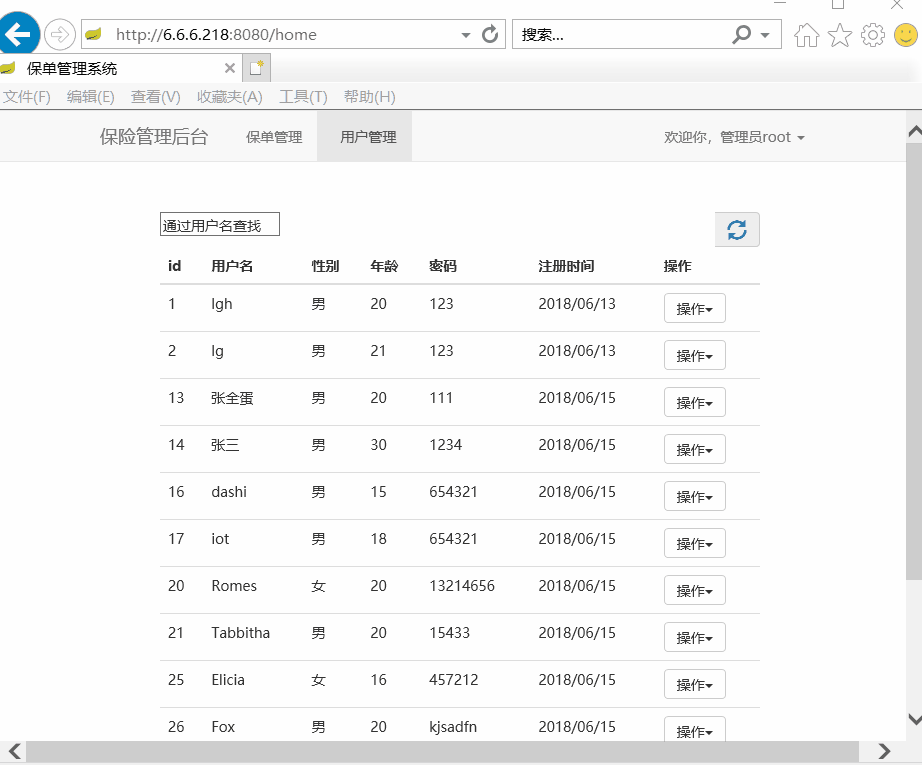 http://6.6.6.218:8080/home 搜索...
保单管理系统
文件(F) 编辑(E) 查看(V) 收藏夹(A) 工具(T) 帮助(H)
保险管理后台 保单管理 用户管理 欢迎你，管理员root
通过用户名查找
id 用户名 性别 年龄 密码 注册时间 操作
1 lgh 男 20 123 2018/06/13 操作
2 lg 男 21 123 2018/06/13 操作
13 张全蛋 男 20 111 2018/06/15 操作
14 张三 男 30 1234 2018/06/15 操作
16 dashi 男 15 654321 2018/06/15 操作
17 iot 男 18 654321 2018/06/15 操作
20 Romes 女 20 13214656 2018/06/15 操作
21 Tabbitha 男 20 15433 2018/06/15 操作
25 Elicia 女 16 457212 2018/06/15 操作
26 Fox 男 20 kjsadfn 2018/06/15 操作